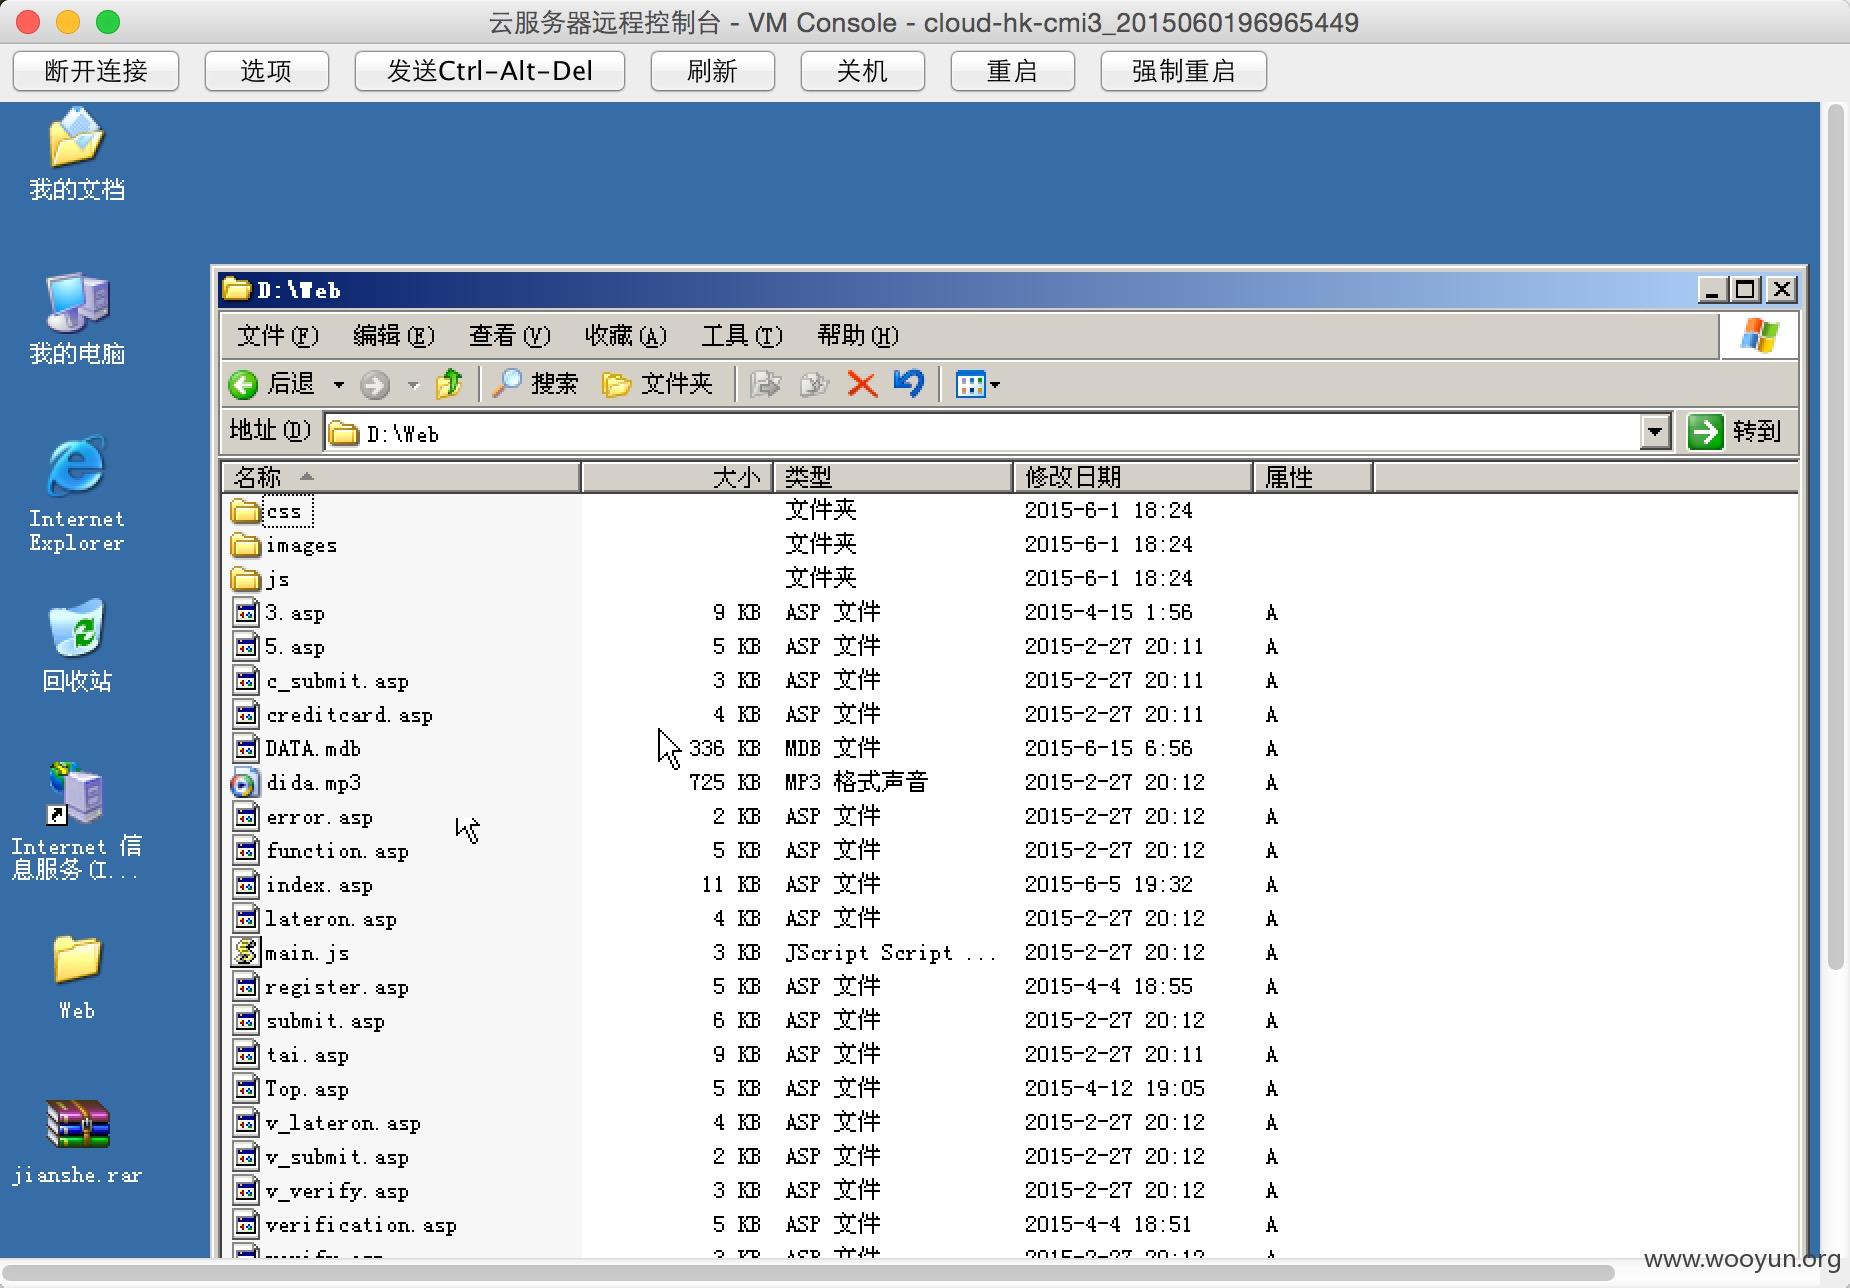 云服务器远程控制台 - VM Console - cloud-hk-cmi3_2015060196965449
断开连接 选项 发送Ctrl-Alt-Del 刷新 关机 重启 强制重启
我的文档
我的电脑
Internet
Explorer
回收站
Internet 信
息服务(I...
Web
jianshe.rar
D:\Web
文件(F) 编辑(E) 查看(V) 收藏(A) 工具(T) 帮助(H)
后退 搜索 文件夹
地址(D) D:\Web 转到
名称 大小 类型 修改日期 属性
css 文件夹 2015-6-1 18:24
images 文件夹 2015-6-1 18:24
js 文件夹 2015-6-1 18:24
3.asp 9 KB ASP 文件 2015-4-15 1:56 A
5.asp 5 KB ASP 文件 2015-2-27 20:11 A
c_submit.asp 3 KB ASP 文件 2015-2-27 20:11 A
creditcard.asp 4 KB ASP 文件 2015-2-27 20:11 A
DATA.mdb 336 KB MDB 文件 2015-6-15 6:56 A
dida.mp3 725 KB MP3 格式声音 2015-2-27 20:12 A
error.asp 2 KB ASP 文件 2015-2-27 20:12 A
function.asp 5 KB ASP 文件 2015-2-27 20:12 A
index.asp 11 KB ASP 文件 2015-6-5 19:32 A
lateron.asp 4 KB ASP 文件 2015-2-27 20:12 A
main.js 3 KB JScript Script ... 2015-2-27 20:12 A
register.asp 5 KB ASP 文件 2015-4-4 18:55 A
submit.asp 6 KB ASP 文件 2015-2-27 20:12 A
tai.asp 9 KB ASP 文件 2015-2-27 20:11 A
Top.asp 5 KB ASP 文件 2015-4-12 19:05 A
v_lateron.asp 4 KB ASP 文件 2015-2-27 20:12 A
v_submit.asp 2 KB ASP 文件 2015-2-27 20:12 A
v_verify.asp 3 KB ASP 文件 2015-2-27 20:12 A
verification.asp 5 KB ASP 文件 2015-4-4 18:51 A
www.wooyun.org